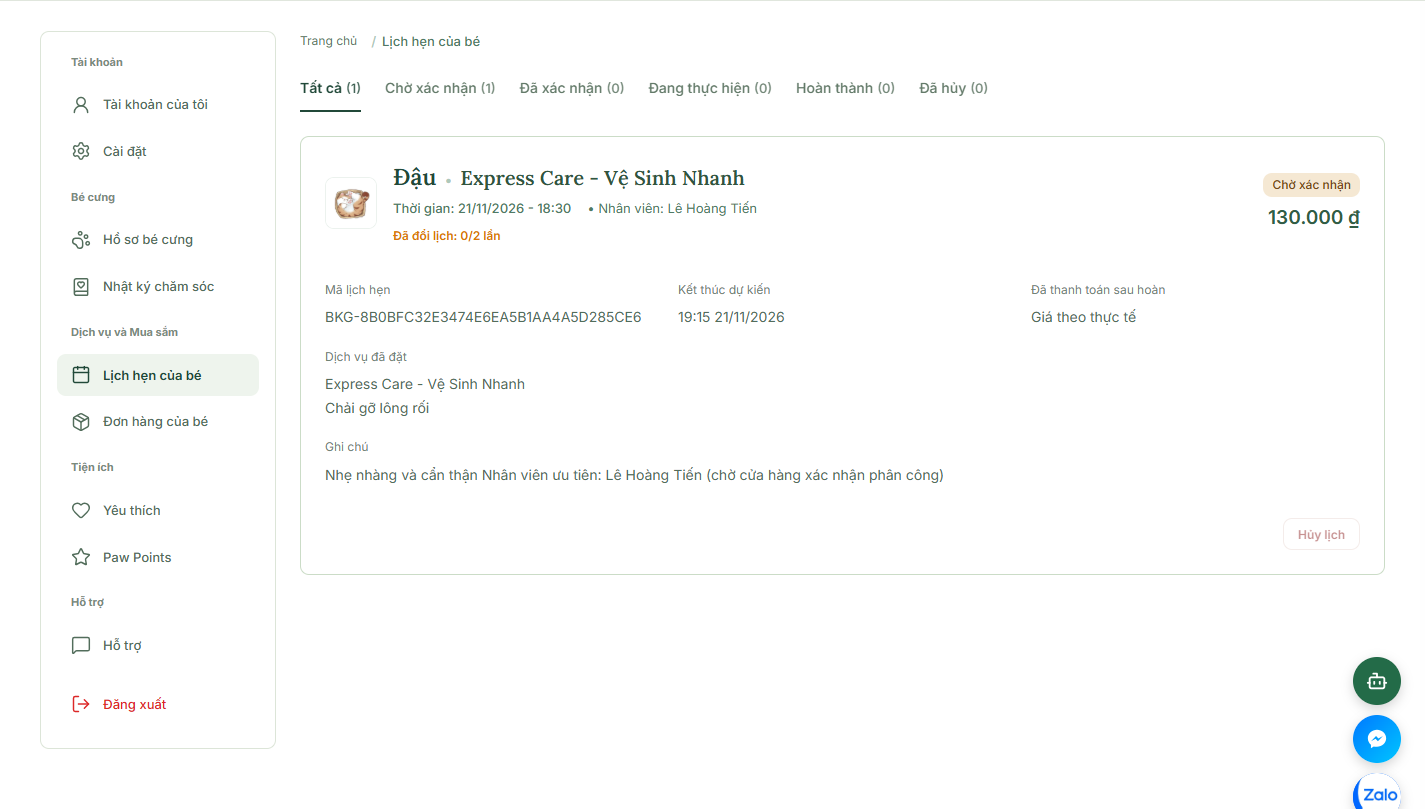 Tài khoản
Tài khoản của tôi
Cài đặt
Bé cưng
Hồ sơ bé cưng
Nhật ký chăm sóc
Dịch vụ và Mua sắm
Lịch hẹn của bé
Đơn hàng của bé
Tiện ích
Yêu thích
Paw Points
Hỗ trợ
Hỗ trợ
Đăng xuất
Trang chủ / Lịch hẹn của bé
Tất cả (1) Chờ xác nhận (1) Đã xác nhận (0) Đang thực hiện (0) Hoàn thành (0) Đã hủy (0)
Đậu • Express Care - Vệ Sinh Nhanh
Thời gian: 21/11/2026 - 18:30 • Nhân viên: Lê Hoàng Tiến
Đã đổi lịch: 0/2 lần
Chờ xác nhận
130.000 ₫
Mã lịch hẹn Kết thúc dự kiến Đã thanh toán sau hoàn
BKG-8B0BFC32E3474E6EA5B1AA4A5D285CE6 19:15 21/11/2026 Giá theo thực tế
Dịch vụ đã đặt
Express Care - Vệ Sinh Nhanh
Chải gỡ lông rối
Ghi chú
Nhẹ nhàng và cẩn thận Nhân viên ưu tiên: Lê Hoàng Tiến (chờ cửa hàng xác nhận phân công)
Hủy lịch
Zalo